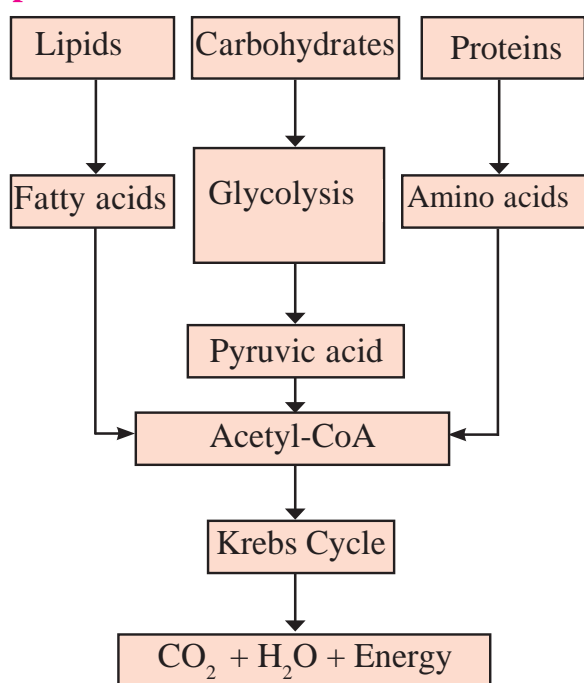 Lipids
Carbohydrates
Proteins
Fatty acids
Glycolysis
Amino acids
Pyruvic acid
Acetyl-CoA
Krebs Cycle
CO₂ + H₂O + Energy